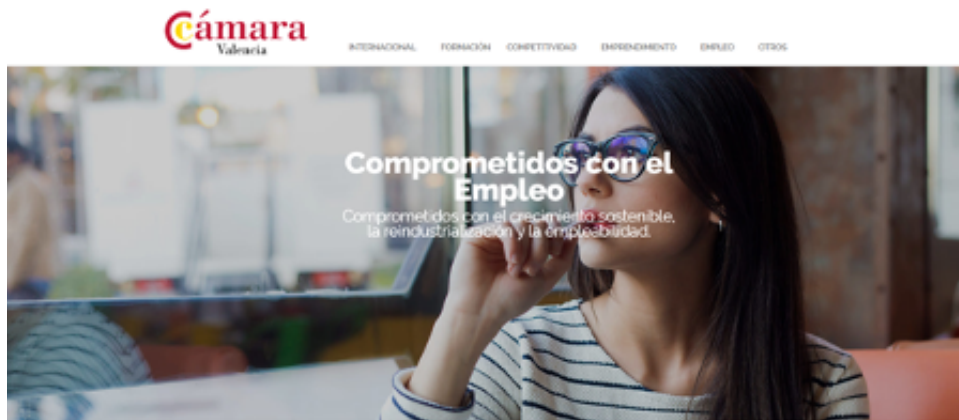 Cámara
Valencia
INTERNACIONAL FORMACIÓN COMPETITIVIDAD EMPRENDIMIENTO EMPLEO OTROS
Comprometidos con el
Empleo
Comprometidos con el crecimiento sostenible,
la reindustrialización y la empleabilidad.